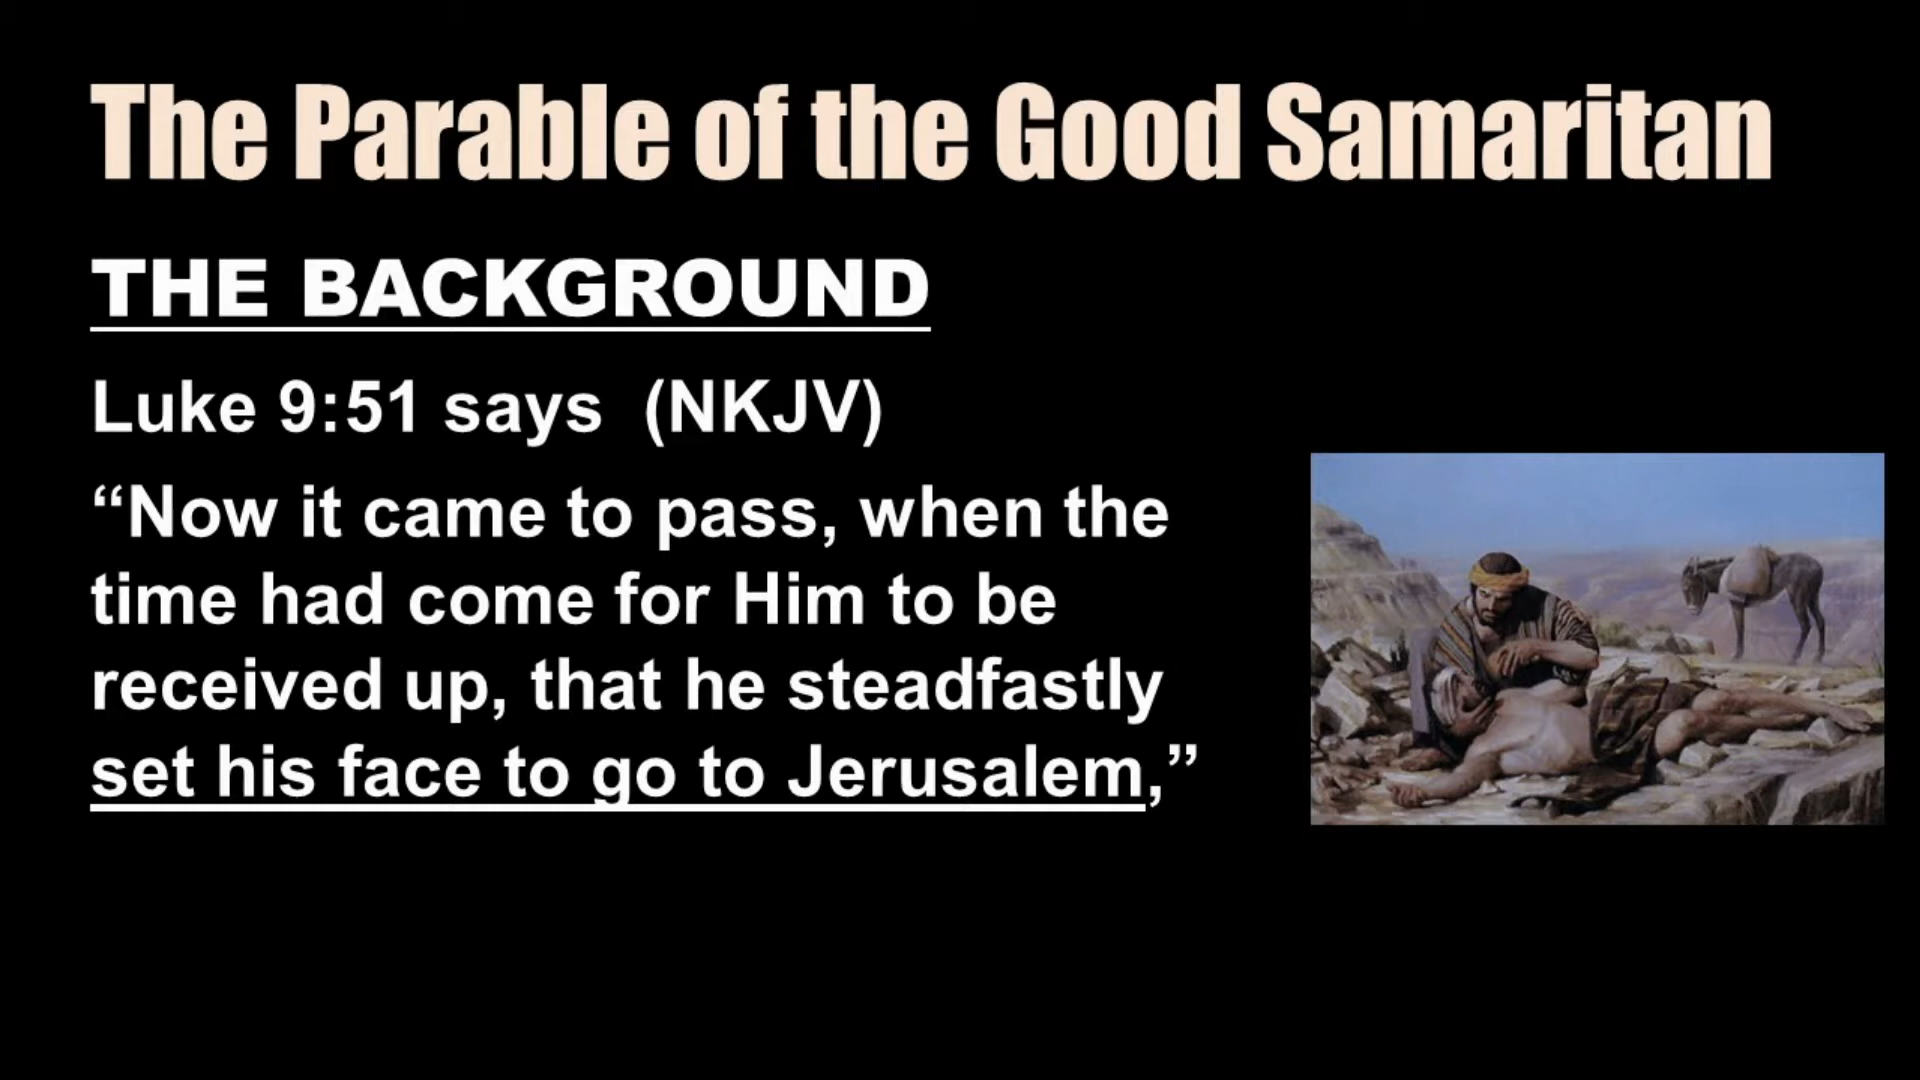 The Parable of the Good Samaritan
THE BACKGROUND
Luke 9:51 says  (NKJV)
“Now it came to pass, when the
time had come for Him to be
received up, that he steadfastly
set his face to go to Jerusalem,”